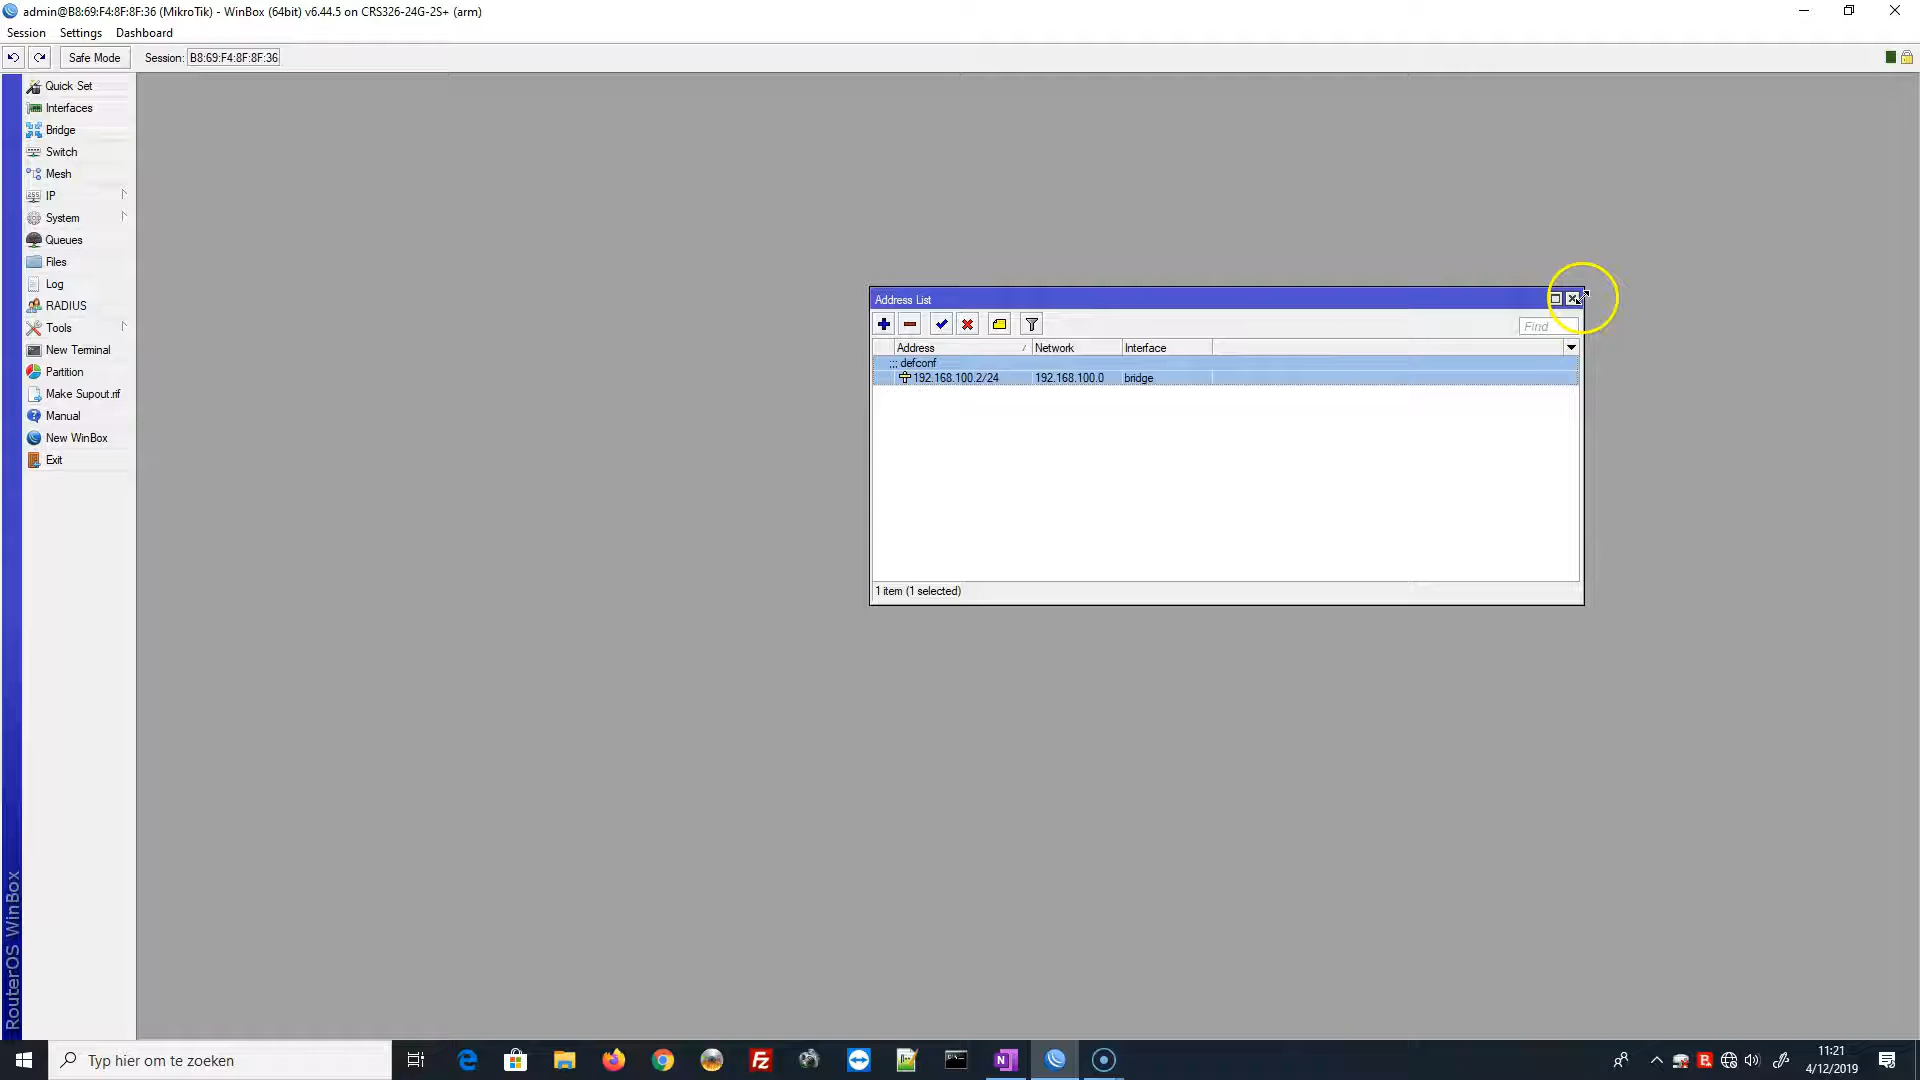 admin@B8:69:F4:8F:8F:36 (MikroTik) - WinBox (64bit) v6.44.5 on CRS326-24G-2S+ (arm)
Session Settings Dashboard
Safe Mode Session: B8:69:F4:8F:8F:36
Quick Set
Interfaces
Bridge
Switch
Mesh
IP
System
Queues
Files
Log
RADIUS
Tools
New Terminal
Partition
Make Supout.rif
Manual
New WinBox
Exit
RouterOS WinBox
Address List
Find
Address Network Interface
;;; defconf
192.168.100.2/24 192.168.100.0 bridge
1 item (1 selected)
Typ hier om te zoeken
11:21
4/12/2019